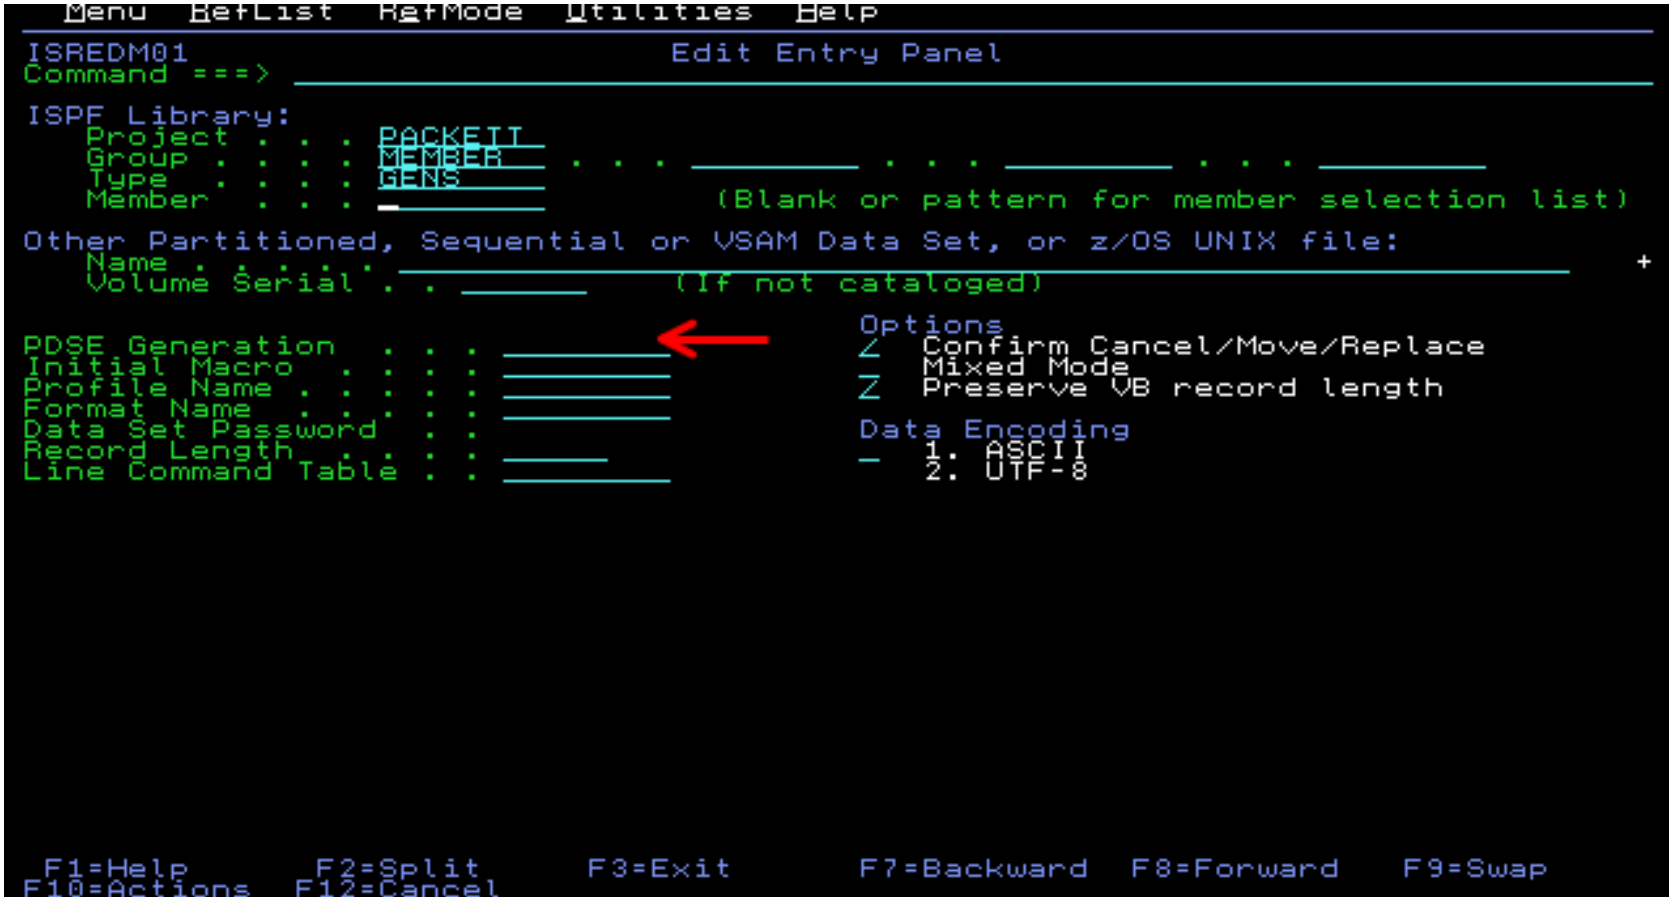 Menu RefList RefMode Utilities Help
ISREDM01 Edit Entry Panel
Command ===>
ISPF Library:
Project . . . PACKEIT
Group . . . . MEMBER . . . . . . . . .
Type . . . . GENS
Member . . . (Blank or pattern for member selection list)
Other Partitioned, Sequential or VSAM Data Set, or z/OS UNIX file:
Name . . . . . +
Volume Serial . . (If not cataloged)
Options
PDSE Generation . . . / Confirm Cancel/Move/Replace
Initial Macro . . . . Mixed Mode
Profile Name . . . . . / Preserve VB record length
Format Name . . . . .
Data Set Password . . Data Encoding
Record Length . . . . 1. ASCII
Line Command Table . . 2. UTF-8
F1=Help F2=Split F3=Exit F7=Backward F8=Forward F9=Swap
F10=Actions F12=Cancel